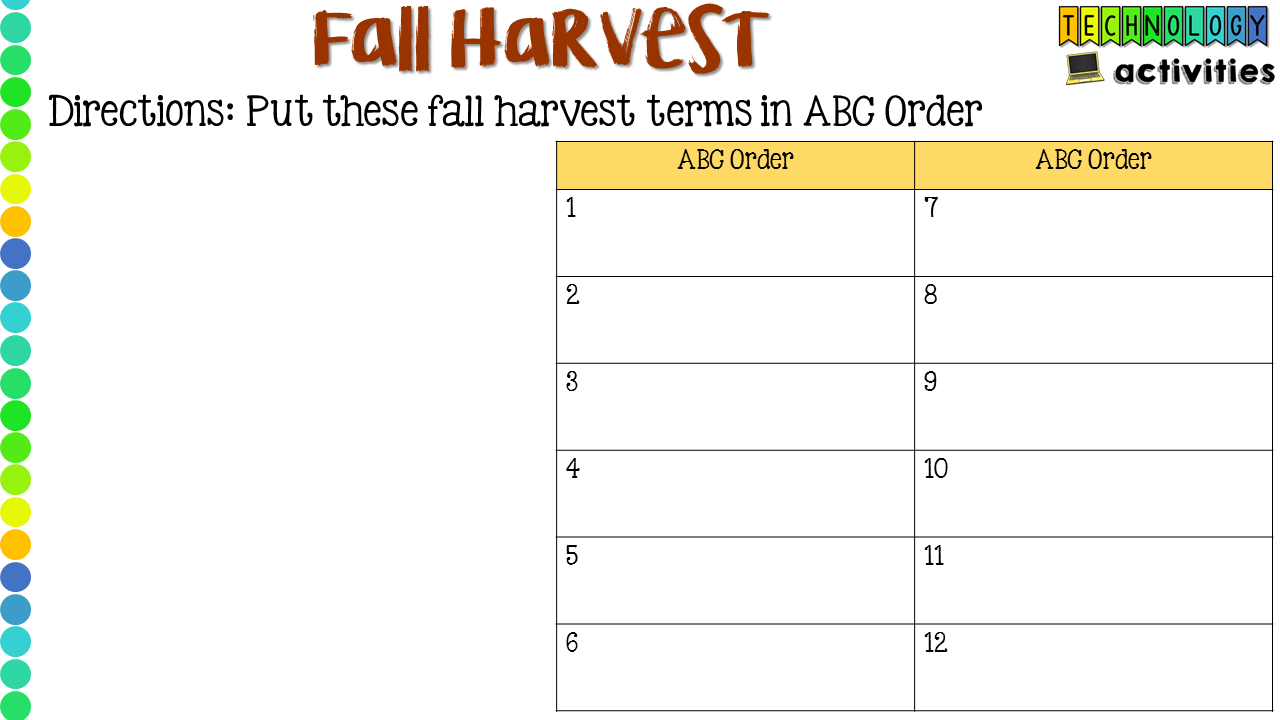 Fall Harvest
TECHNOLOGY
activities
Directions: Put these fall harvest terms in ABC Order
ABC Order ABC Order
1 7
2 8
3 9
4 10
5 11
6 12